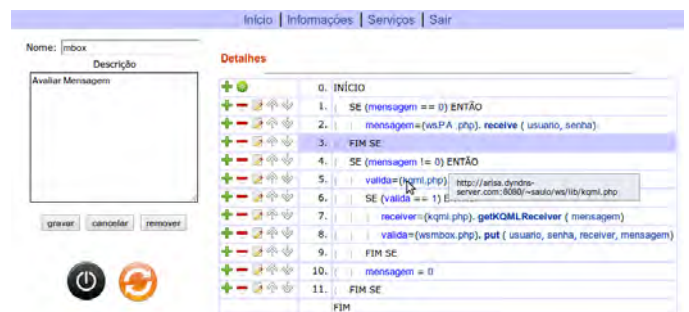 Início | Informações | Serviços | Sair
Nome: mbox
Descrição
Avaliar Mensagem
gravar cancelar remover
Detalhes
0. INÍCIO
1. SE (mensagem == 0) ENTÃO
2. mensagem=(wsPA.php). receive ( usuario, senha)
3. FIM SE
4. SE (mensagem != 0) ENTÃO
5. valida=(kqml.php)
http://arisa.dyndns-
server.com:8080/~saulo/ws/lib/kqml.php
6. SE (valida == 1) E
7. receiver=(kqml.php). getKQMLReceiver ( mensagem)
8. valida=(wsmbox.php). put ( usuario, senha, receiver, mensagem)
9. FIM SE
10. mensagem = 0
11. FIM SE
FIM